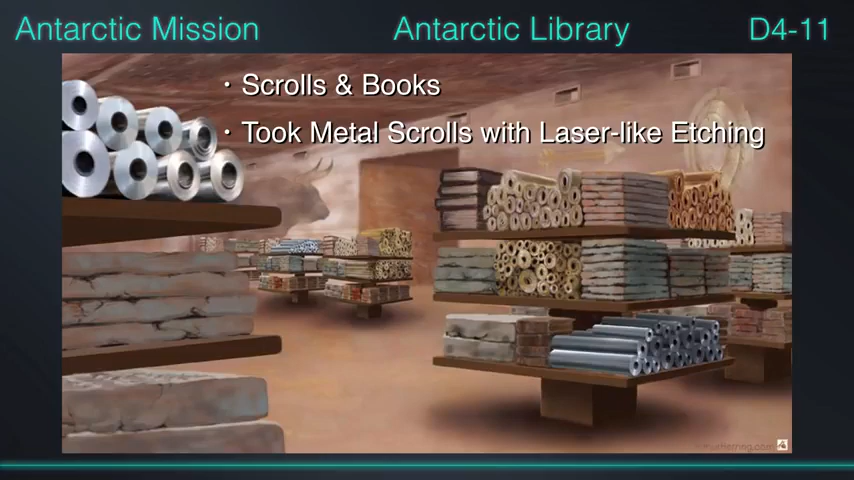 Antarctic Mission Antarctic Library D4-11
· Scrolls & Books
· Took Metal Scrolls with Laser-like Etching